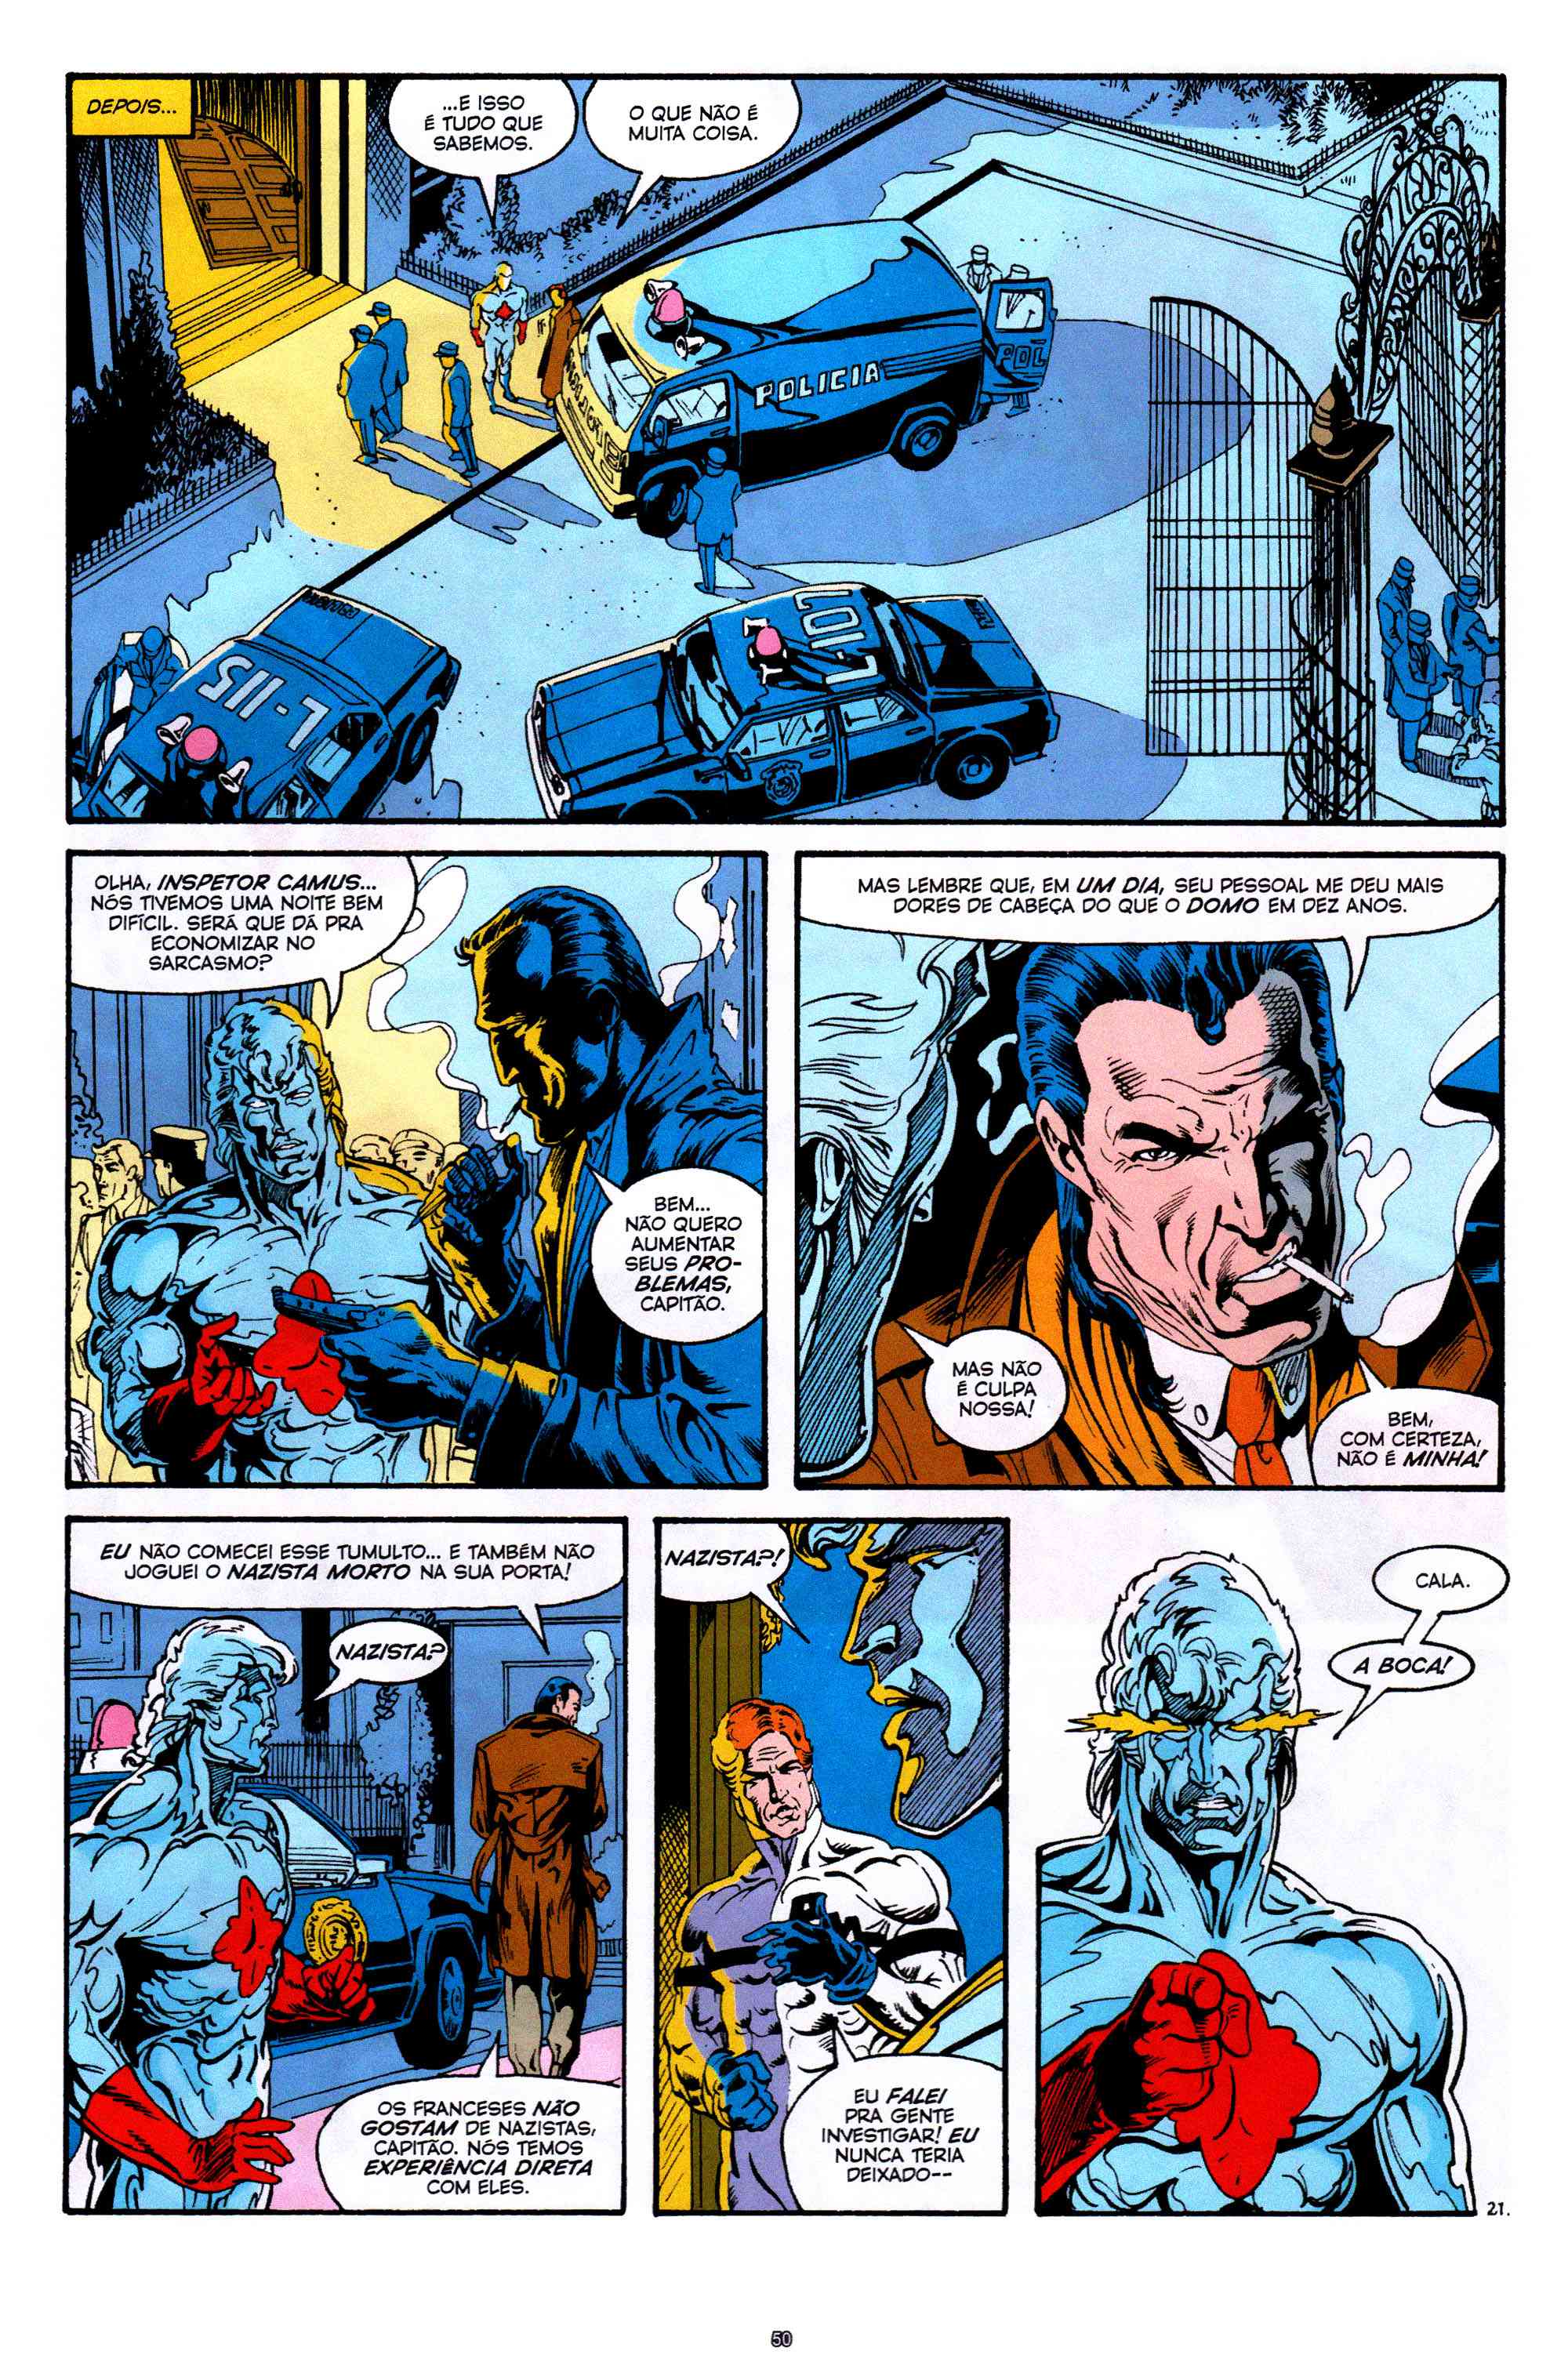 DEPOIS...
...E ISSO
É TUDO QUE
SABEMOS.
O QUE NÃO É
MUITA COISA.
POLICIA
POL
L-115
L-107
OLHA, INSPETOR CAMUS...
NÓS TIVEMOS UMA NOITE BEM
DIFÍCIL. SERÁ QUE DÁ PRA
ECONOMIZAR NO
SARCASMO?
BEM...
NÃO QUERO
AUMENTAR
SEUS PRO-
BLEMAS,
CAPITÃO.
MAS LEMBRE QUE, EM UM DIA, SEU PESSOAL ME DEU MAIS
DORES DE CABEÇA DO QUE O DOMO EM DEZ ANOS.
MAS NÃO
É CULPA
NOSSA!
BEM,
COM CERTEZA,
NÃO É MINHA!
EU NÃO COMECEI ESSE TUMULTO... E TAMBÉM NÃO
JOGUEI O NAZISTA MORTO NA SUA PORTA!
NAZISTA?
OS FRANCESES NÃO
GOSTAM DE NAZISTAS,
CAPITÃO. NÓS TEMOS
EXPERIÊNCIA DIRETA
COM ELES.
NAZISTA?!
EU FALEI
PRA GENTE
INVESTIGAR! EU
NUNCA TERIA
DEIXADO--
CALA.
A BOCA!
21.
50